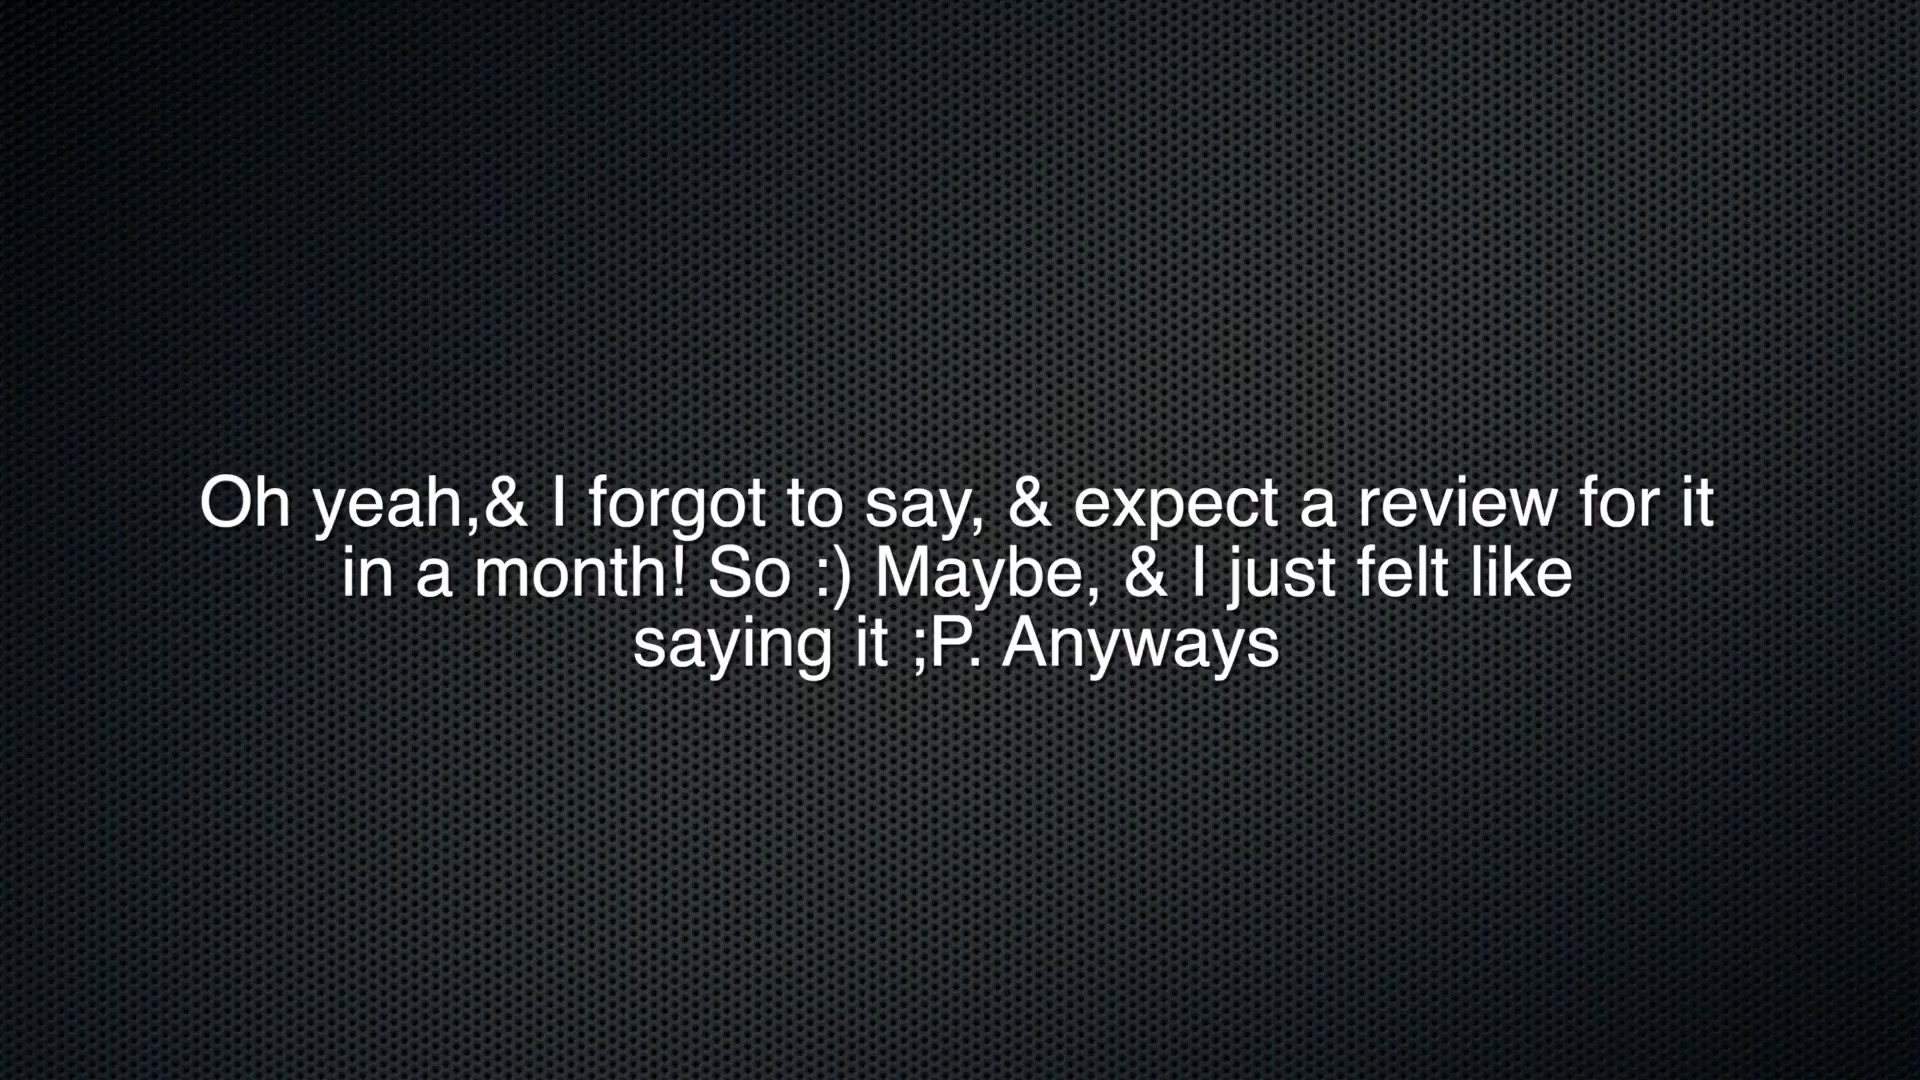 Oh yeah,& I forgot to say, & expect a review for it
in a month! So :) Maybe, & I just felt like
saying it ;P. Anyways